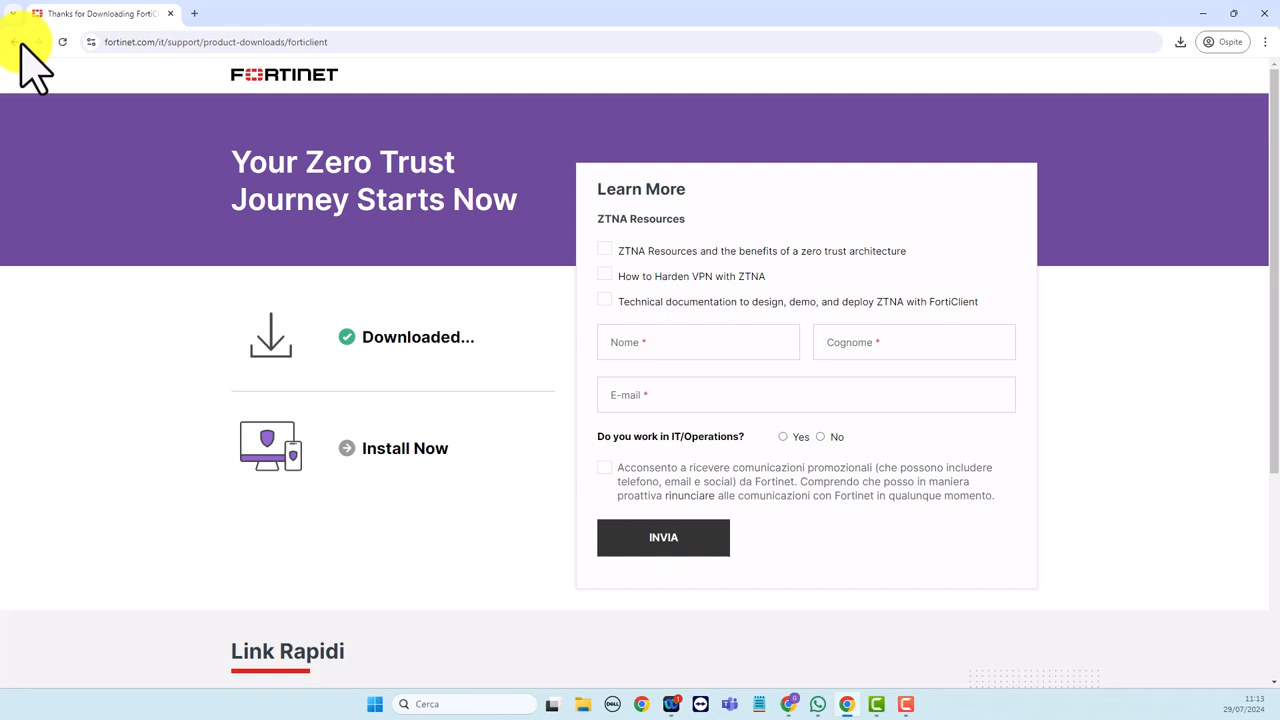 Thanks for Downloading FortiC
fortinet.com/it/support/product-downloads/forticlient
Ospite
FORTINET
Your Zero Trust
Journey Starts Now
Downloaded...
Install Now
Learn More
ZTNA Resources
ZTNA Resources and the benefits of a zero trust architecture
How to Harden VPN with ZTNA
Technical documentation to design, demo, and deploy ZTNA with FortiClient
Nome *
Cognome *
E-mail *
Do you work in IT/Operations?
Yes
No
Acconsento a ricevere comunicazioni promozionali (che possono includere
telefono, email e social) da Fortinet. Comprendo che posso in maniera
proattiva rinunciare alle comunicazioni con Fortinet in qualunque momento.
INVIA
Link Rapidi
Cerca
DELL
1
11:13
29/07/2024